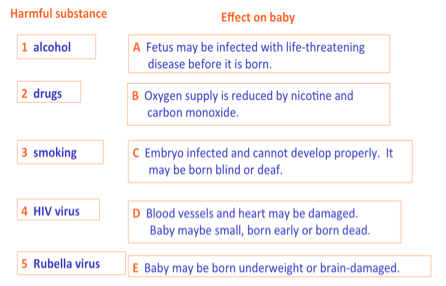 Harmful substance
Effect on baby
1 alcohol
A Fetus may be infected with life-threatening
disease before it is born.
2 drugs
B Oxygen supply is reduced by nicotine and
carbon monoxide.
3 smoking
C Embryo infected and cannot develop properly. It
may be born blind or deaf.
4 HIV virus
D Blood vessels and heart may be damaged.
Baby maybe small, born early or born dead.
5 Rubella virus
E Baby may be born underweight or brain-damaged.